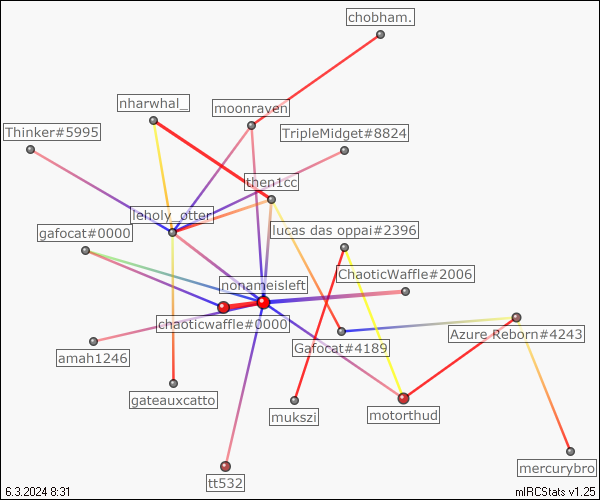 chobham.
nharwhal_
moonraven
Thinker#5995
TripleMidget#8824
then1cc
leholy_otter
gafocat#0000
lucas das oppai#2396
ChaoticWaffle#2006
nonameisleft
chaoticwaffle#0000
Azure Reborn#4243
Gafocat#4189
amah1246
gateauxcatto
mukszi
motorthud
mercurybro
tt532
6.3.2024 8:31
mIRCStats v1.25